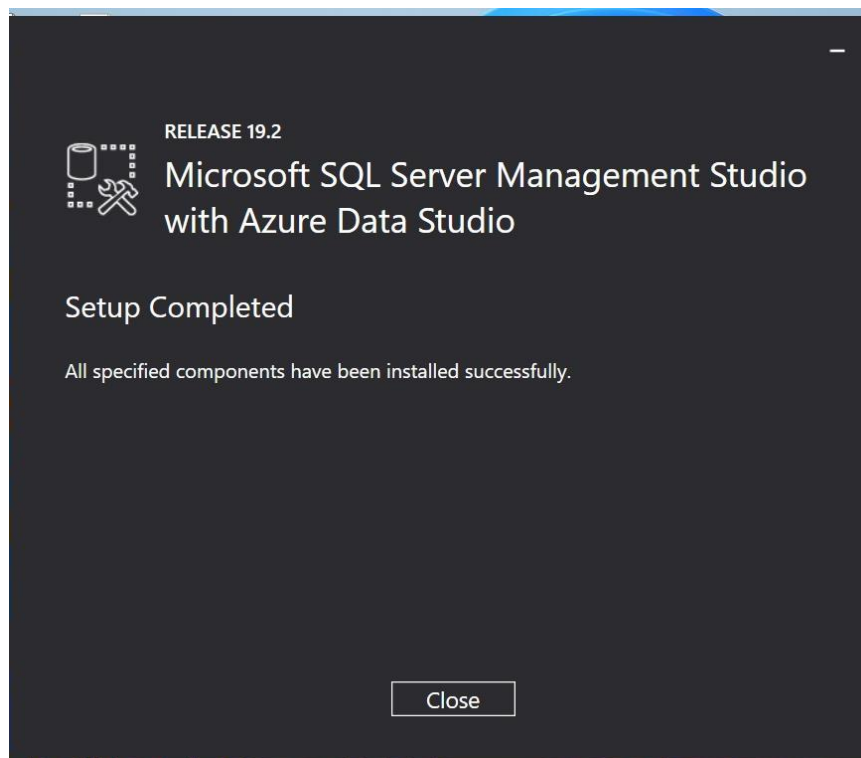 RELEASE 19.2
Microsoft SQL Server Management Studio
with Azure Data Studio
Setup Completed
All specified components have been installed successfully.
Close